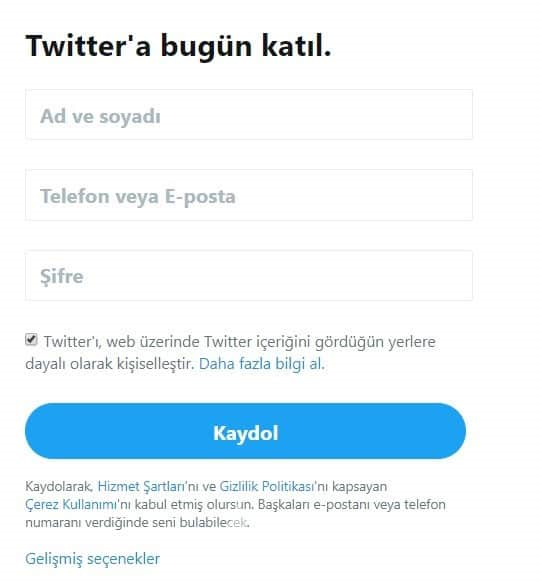 Twitter'a bugün katıl.
Ad ve soyadı
Telefon veya E-posta
Şifre
Twitter'ı, web üzerinde Twitter içeriğini gördüğün yerlere
dayalı olarak kişiselleştir. Daha fazla bilgi al.
Kaydol
Kaydolarak, Hizmet Şartları'nı ve Gizlilik Politikası'nı kapsayan
Çerez Kullanımı'nı kabul etmiş olursun. Başkaları e-postanı veya telefon
numaranı verdiğinde seni bulabilecek.
Gelişmiş seçenekler